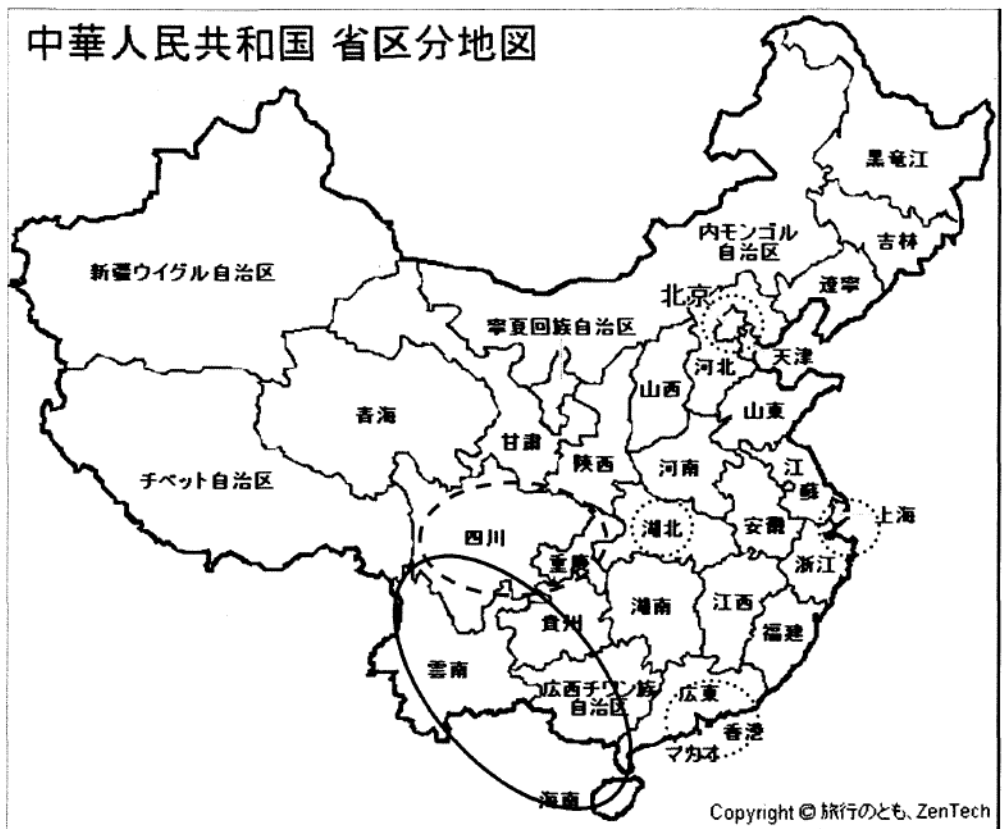 中華人民共和国 省区分地図
黒竜江
吉林
内モンゴル
自治区
遼寧
新疆ウイグル自治区
北京
寧夏回族自治区
天津
河北
山西
山東
青海
甘粛
陝西
河南
江
蘇
チベット自治区
上海
湖北
安徽
四川
重慶
浙江
湖南
江西
貴州
福建
雲南
広西チワン族
自治区
広東
香港
マカオ
海南
Copyright © 旅行のとも、ZenTech